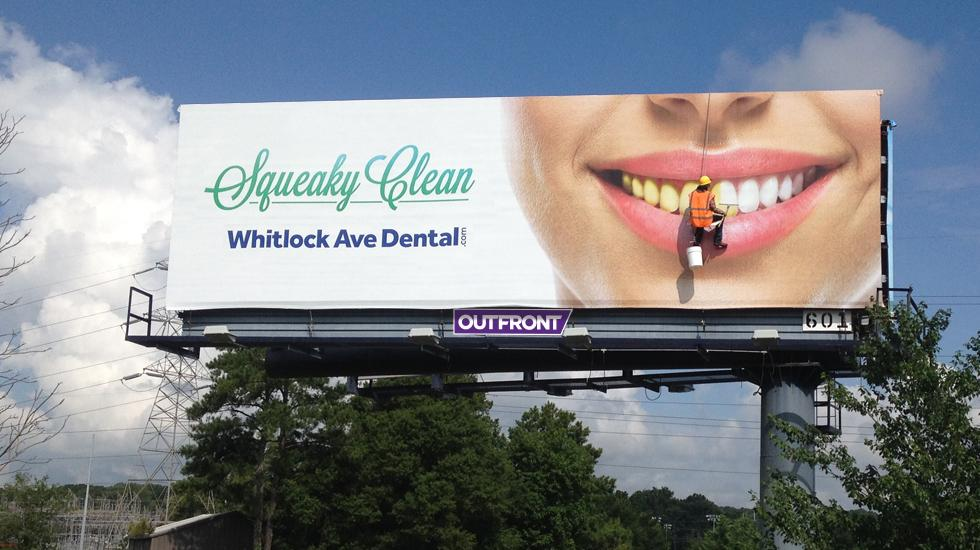 Squeaky Clean
Whitlock Ave Dental.com
OUTFRONT
601